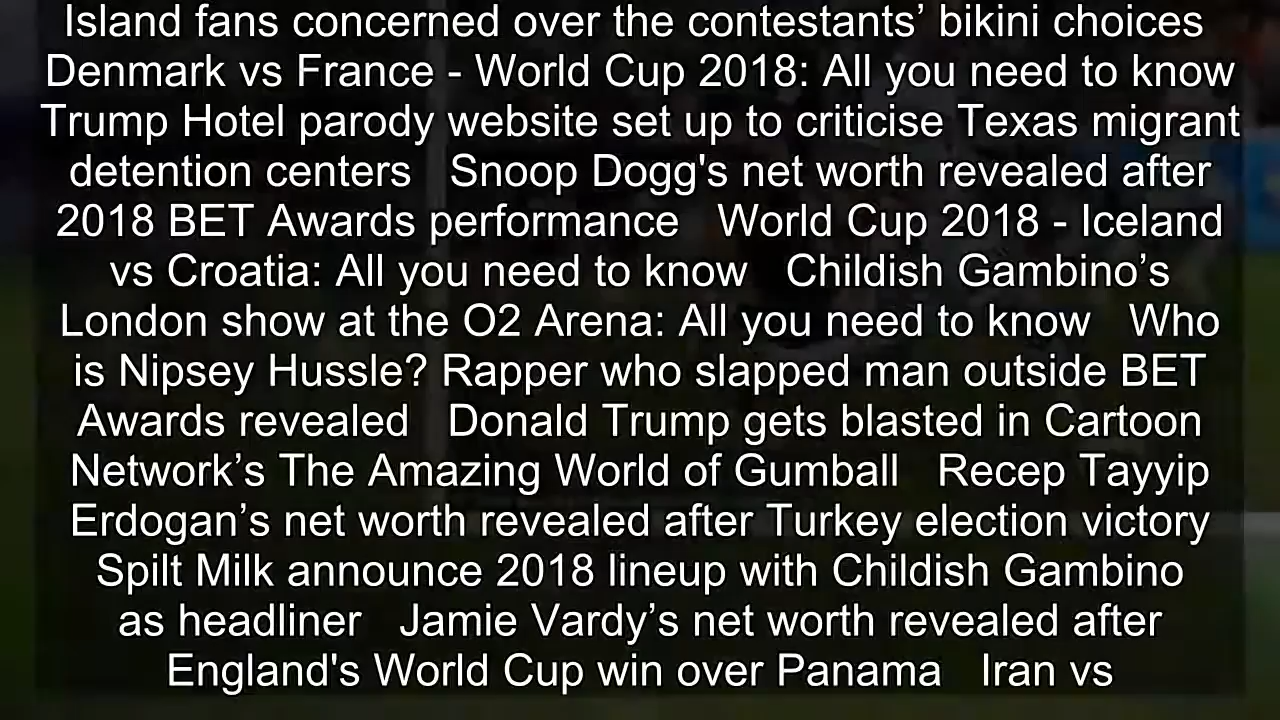 Island fans concerned over the contestants’ bikini choices
Denmark vs France - World Cup 2018: All you need to know
Trump Hotel parody website set up to criticise Texas migrant
detention centers   Snoop Dogg's net worth revealed after
2018 BET Awards performance   World Cup 2018 - Iceland
vs Croatia: All you need to know   Childish Gambino’s
London show at the O2 Arena: All you need to know   Who
is Nipsey Hussle? Rapper who slapped man outside BET
Awards revealed   Donald Trump gets blasted in Cartoon
Network’s The Amazing World of Gumball   Recep Tayyip
Erdogan’s net worth revealed after Turkey election victory
Spilt Milk announce 2018 lineup with Childish Gambino
as headliner   Jamie Vardy’s net worth revealed after
England's World Cup win over Panama   Iran vs